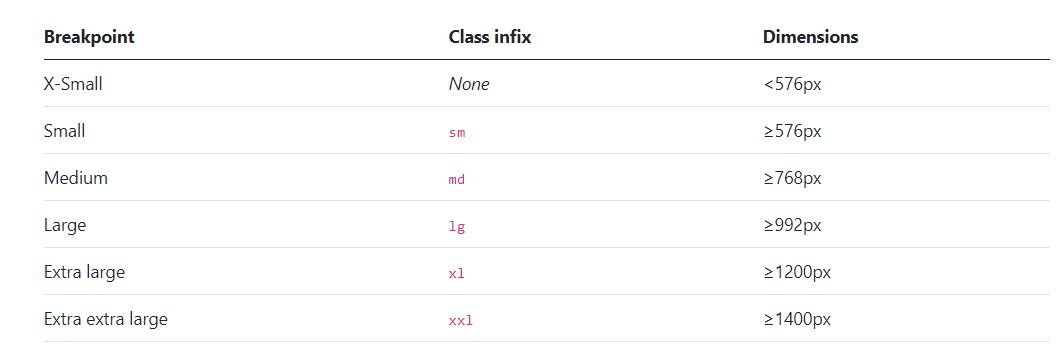 Breakpoint Class infix Dimensions
X-Small None <576px
Small sm ≥576px
Medium md ≥768px
Large lg ≥992px
Extra large xl ≥1200px
Extra extra large xxl ≥1400px